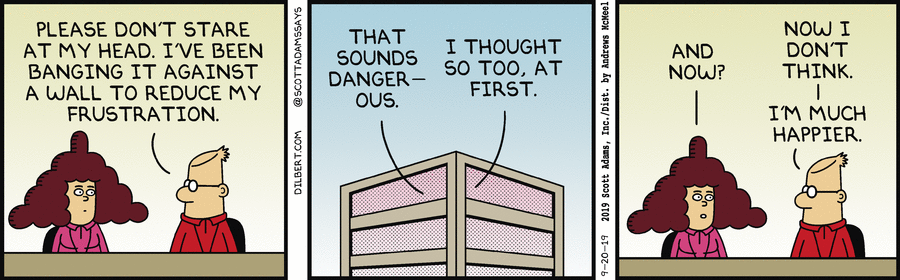 PLEASE DON'T STARE
AT MY HEAD. I'VE BEEN
BANGING IT AGAINST
A WALL TO REDUCE MY
FRUSTRATION.
DILBERT.COM @SCOTTADAMSSAYS
THAT
SOUNDS
DANGER—
OUS.
I THOUGHT
SO TOO, AT
FIRST.
9-20-19 2019 Scott Adams, Inc./Dist. by Andrews McMeel
AND
NOW?
NOW I
DON'T
THINK.
I'M MUCH
HAPPIER.